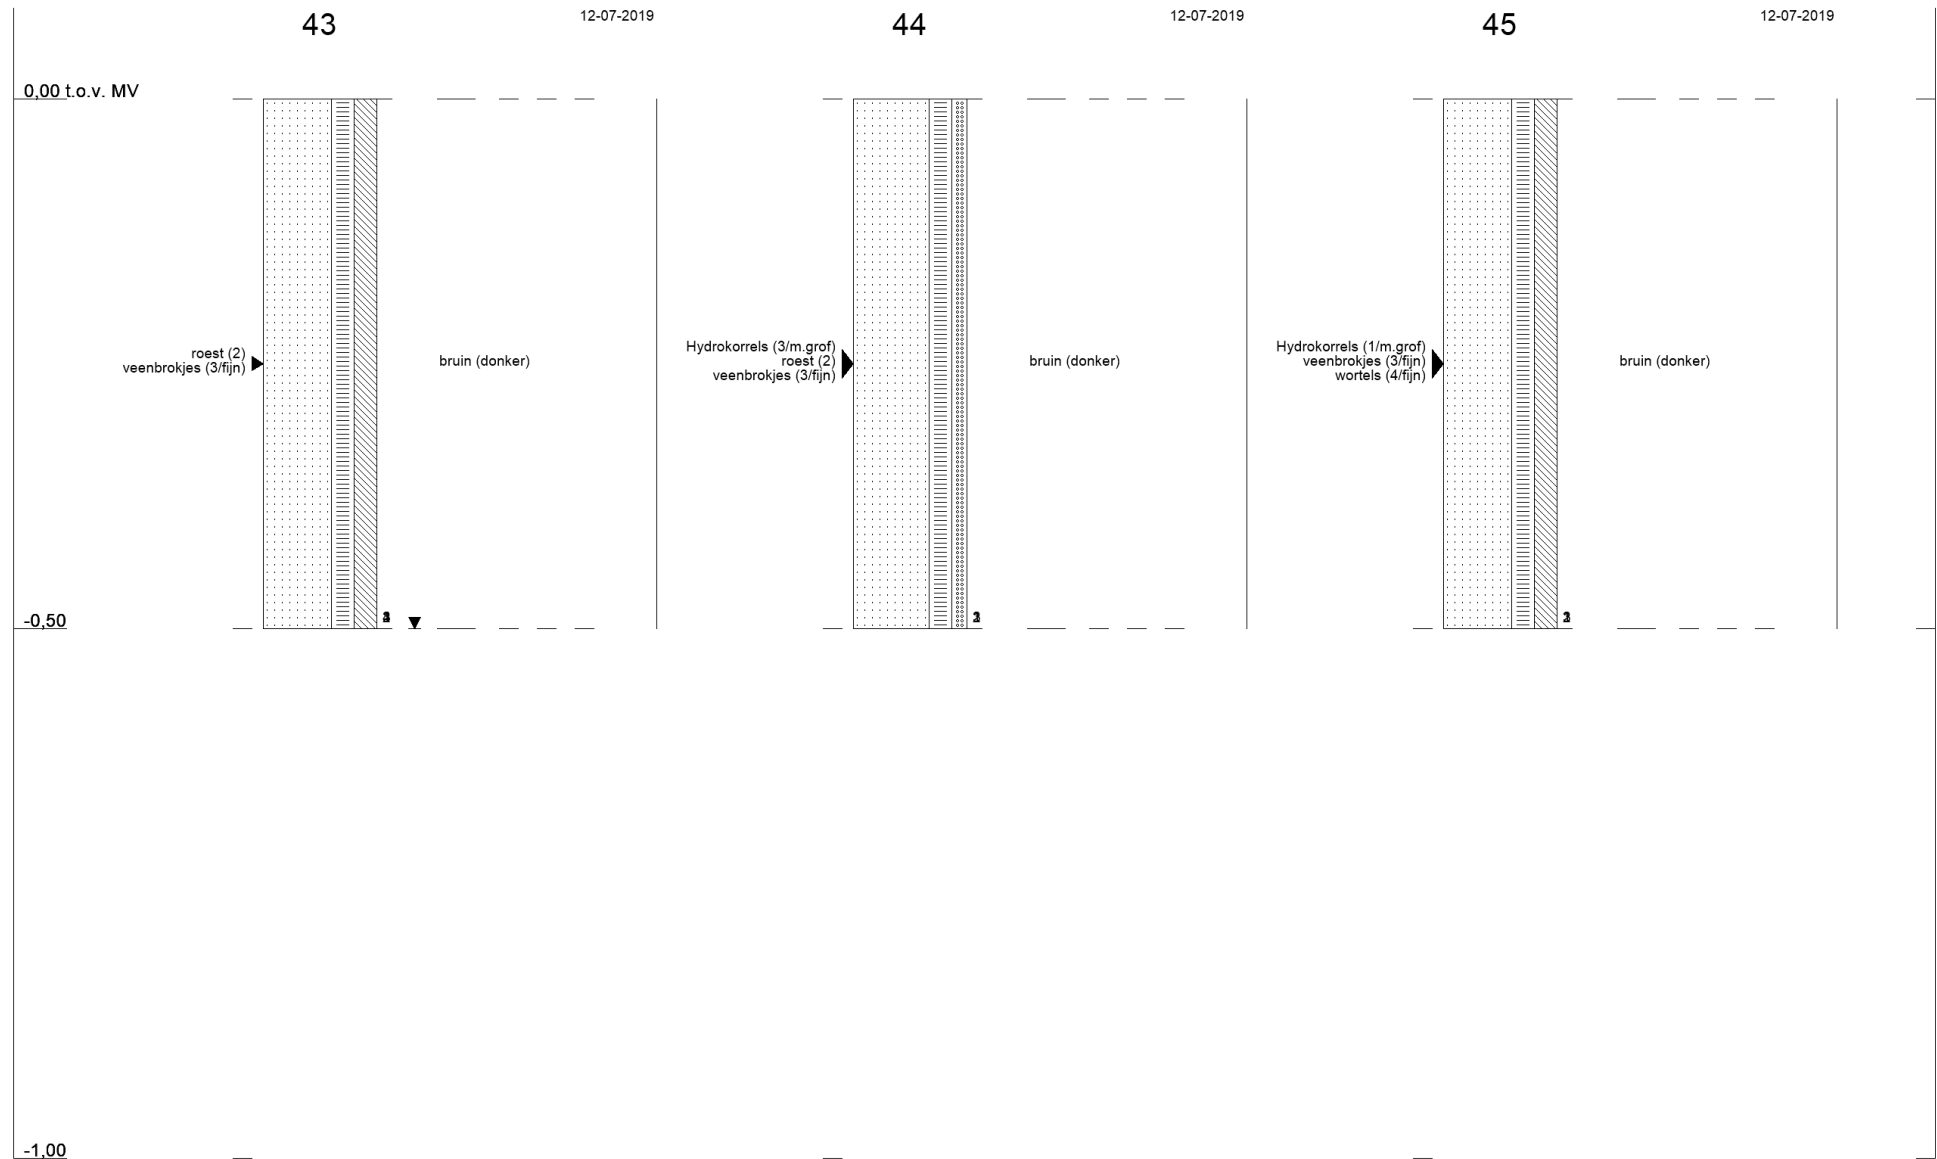 43
12-07-2019
44
12-07-2019
45
12-07-2019
0,00 t.o.v. MV
roest (2)
veenbrokjes (3/fijn)
bruin (donker)
Hydrokorrels (3/m.grof)
roest (2)
veenbrokjes (3/fijn)
bruin (donker)
Hydrokorrels (1/m.grof)
veenbrokjes (3/fijn)
wortels (4/fijn)
bruin (donker)
-0,50
-1,00